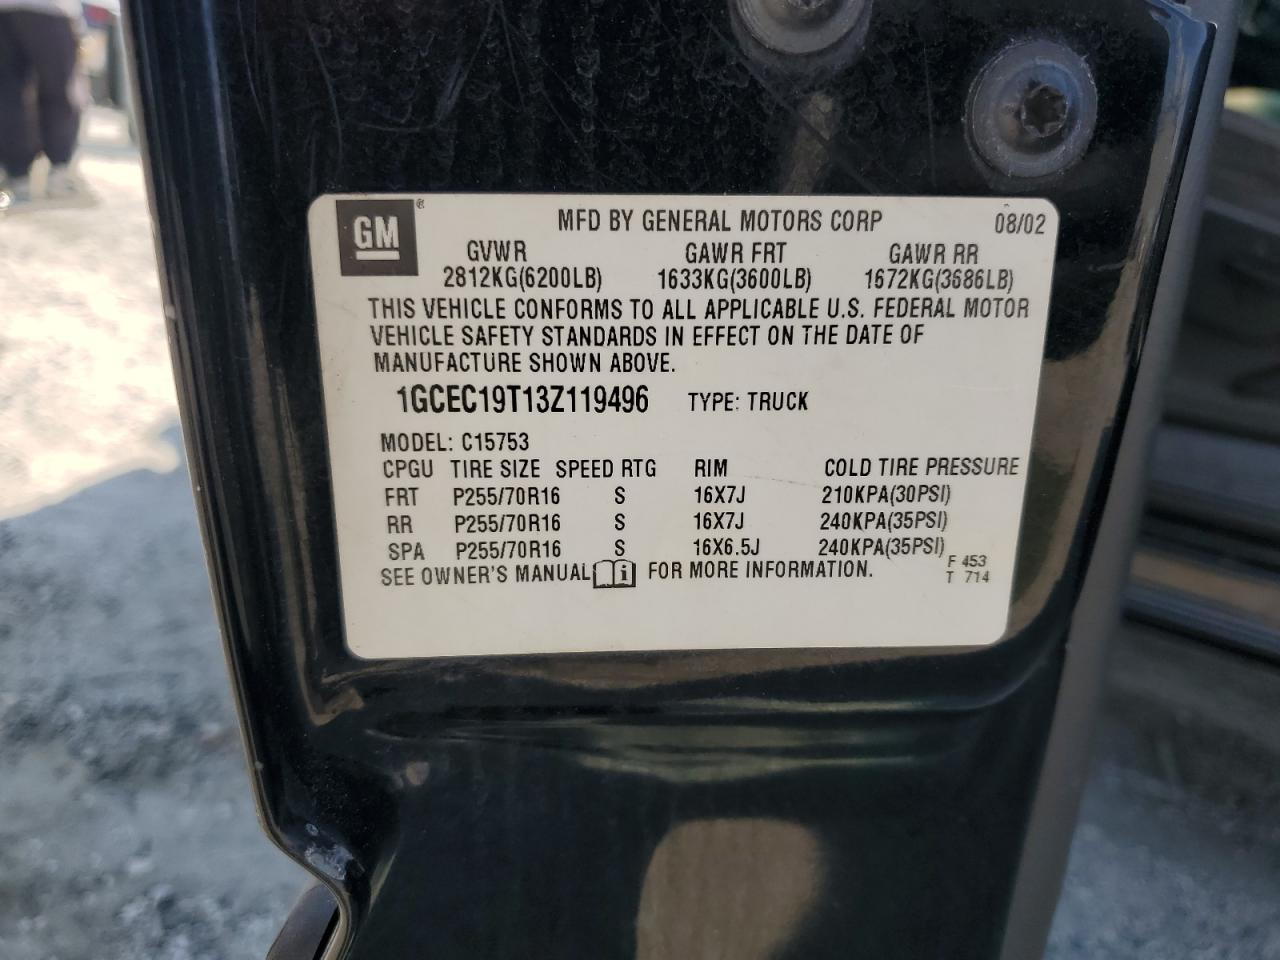 GM®
MFD BY GENERAL MOTORS CORP 08/02
GVWR GAWR FRT GAWR RR
2812KG(6200LB) 1633KG(3600LB) 1672KG(3686LB)
THIS VEHICLE CONFORMS TO ALL APPLICABLE U.S. FEDERAL MOTOR
VEHICLE SAFETY STANDARDS IN EFFECT ON THE DATE OF
MANUFACTURE SHOWN ABOVE.
1GCEC19T13Z119496 TYPE: TRUCK
MODEL: C15753
CPGU TIRE SIZE SPEED RTG RIM COLD TIRE PRESSURE
FRT P255/70R16 S 16X7J 210KPA(30PSI)
RR P255/70R16 S 16X7J 240KPA(35PSI)
SPA P255/70R16 S 16X6.5J 240KPA(35PSI)
SEE OWNER'S MANUAL i FOR MORE INFORMATION. F 453
T 714